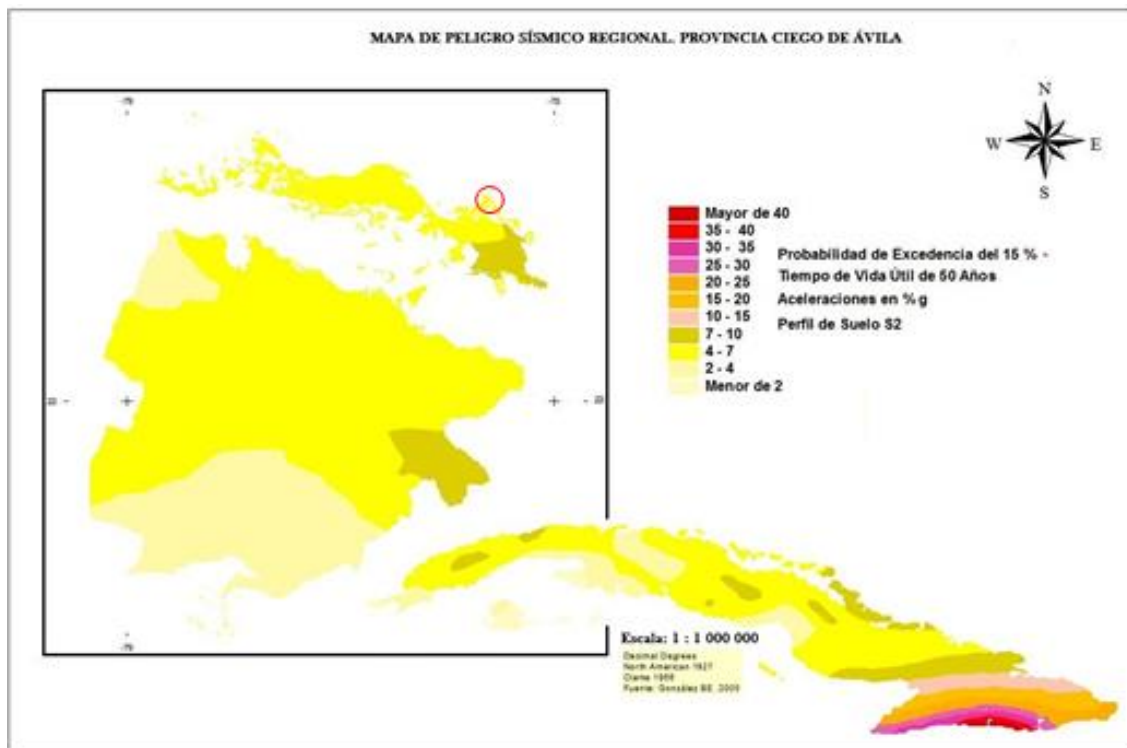 MAPA DE PELIGRO SÍSMICO REGIONAL. PROVINCIA CIEGO DE ÁVILA
N
W E
S
Mayor de 40
35 - 40
30 - 35
25 - 30
20 - 25
15 - 20
10 - 15
7 - 10
4 - 7
2 - 4
Menor de 2
Probabilidad de Excedencia del 15 % -
Tiempo de Vida Útil de 50 Años
Aceleraciones en % g
Perfil de Suelo S2
Escala: 1 : 1 000 000
Decimal Degrees
North American 1927
Clarke 1866
Fuente: González BE,